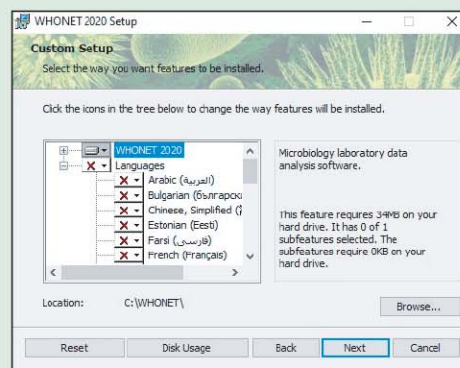 WHONET 2020 Setup
Custom Setup
Select the way you want features to be installed.
Click the icons in the tree below to change the way features will be installed.
WHONET 2020
Languages
Arabic (العربية)
Bulgarian (българскі
Chinese, Simplified (
Estonian (Eesti)
Farsi (فارسی)
French (Français)
Microbiology laboratory data
analysis software.
This feature requires 34MB on your
hard drive. It has 0 of 1
subfeatures selected. The
subfeatures require 0KB on your
hard drive.
Location: C:\WHONET\
Browse...
Reset Disk Usage Back Next Cancel